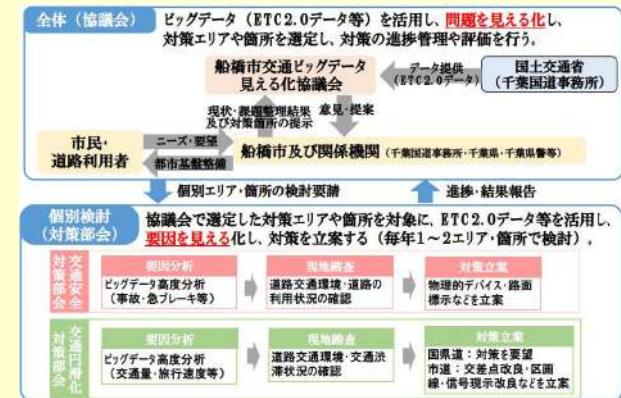 全体（協議会）
ビッグデータ（ETC2.0データ等）を活用し、問題を見える化し、
対策エリアや箇所を選定し、対策の進捗管理や評価を行う。
船橋市交通ビッグデータ
見える化協議会
データ提供
（ETC2.0データ）
国土交通省
（千葉国道事務所）
現状・課題整理結果
及び対策箇所の提示
意見・提案
市民・
道路利用者
ニーズ・要望
都市基盤整備
船橋市及び関係機関（千葉国道事務所・千葉県・千葉県警等）
個別エリア・箇所の検討要請
進捗・結果報告
個別検討
（対策部会）
協議会で選定した対策エリアや箇所を対象に、ETC2.0データ等を活用し、
要因を見える化し、対策を立案する（毎年1～2エリア・箇所で検討）。
交通安全
対策部会
要因分析
ビッグデータ高度分析
（事故・急ブレーキ等）
現地踏査
道路交通環境・道路の
利用状況の確認
対策立案
物理的デバイス・路面
標示などを立案
交通円滑化
対策部会
要因分析
ビッグデータ高度分析
（交通量・旅行速度等）
現地踏査
道路交通環境・交通渋
滞状況の確認
対策立案
国県道：対策を要望
市道：交差点改良・区画
線・信号現示改良などを立案